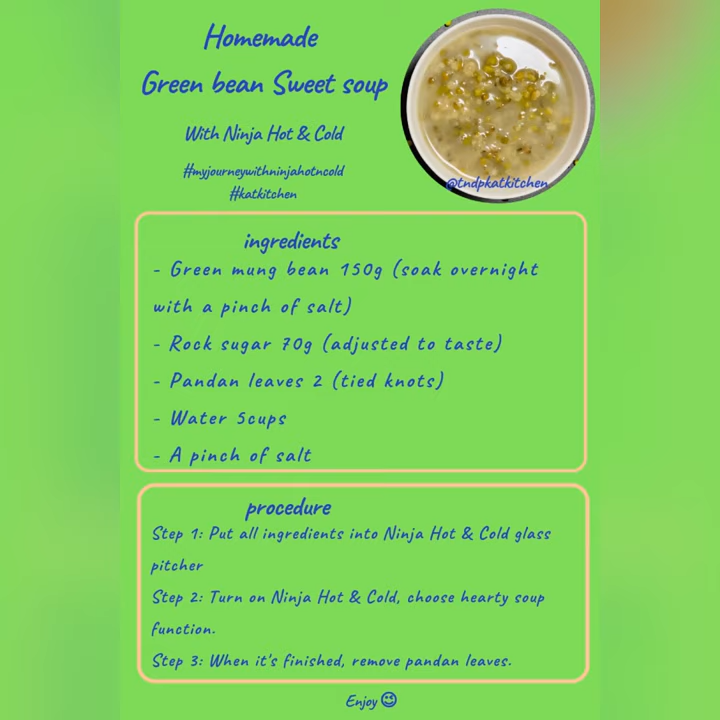 Homemade
Green bean Sweet soup
With Ninja Hot & Cold
#myjourneywithninjahotncold
#katkitchen
@tndpkatkitchen
ingredients
- Green mung bean 150g (soak overnight
with a pinch of salt)
- Rock sugar 70g (adjusted to taste)
- Pandan leaves 2 (tied knots)
- Water 5cups
- A pinch of salt
procedure
Step 1: Put all ingredients into Ninja Hot & Cold glass
pitcher
Step 2: Turn on Ninja Hot & Cold, choose hearty soup
function.
Step 3: When it's finished, remove pandan leaves.
Enjoy 😉